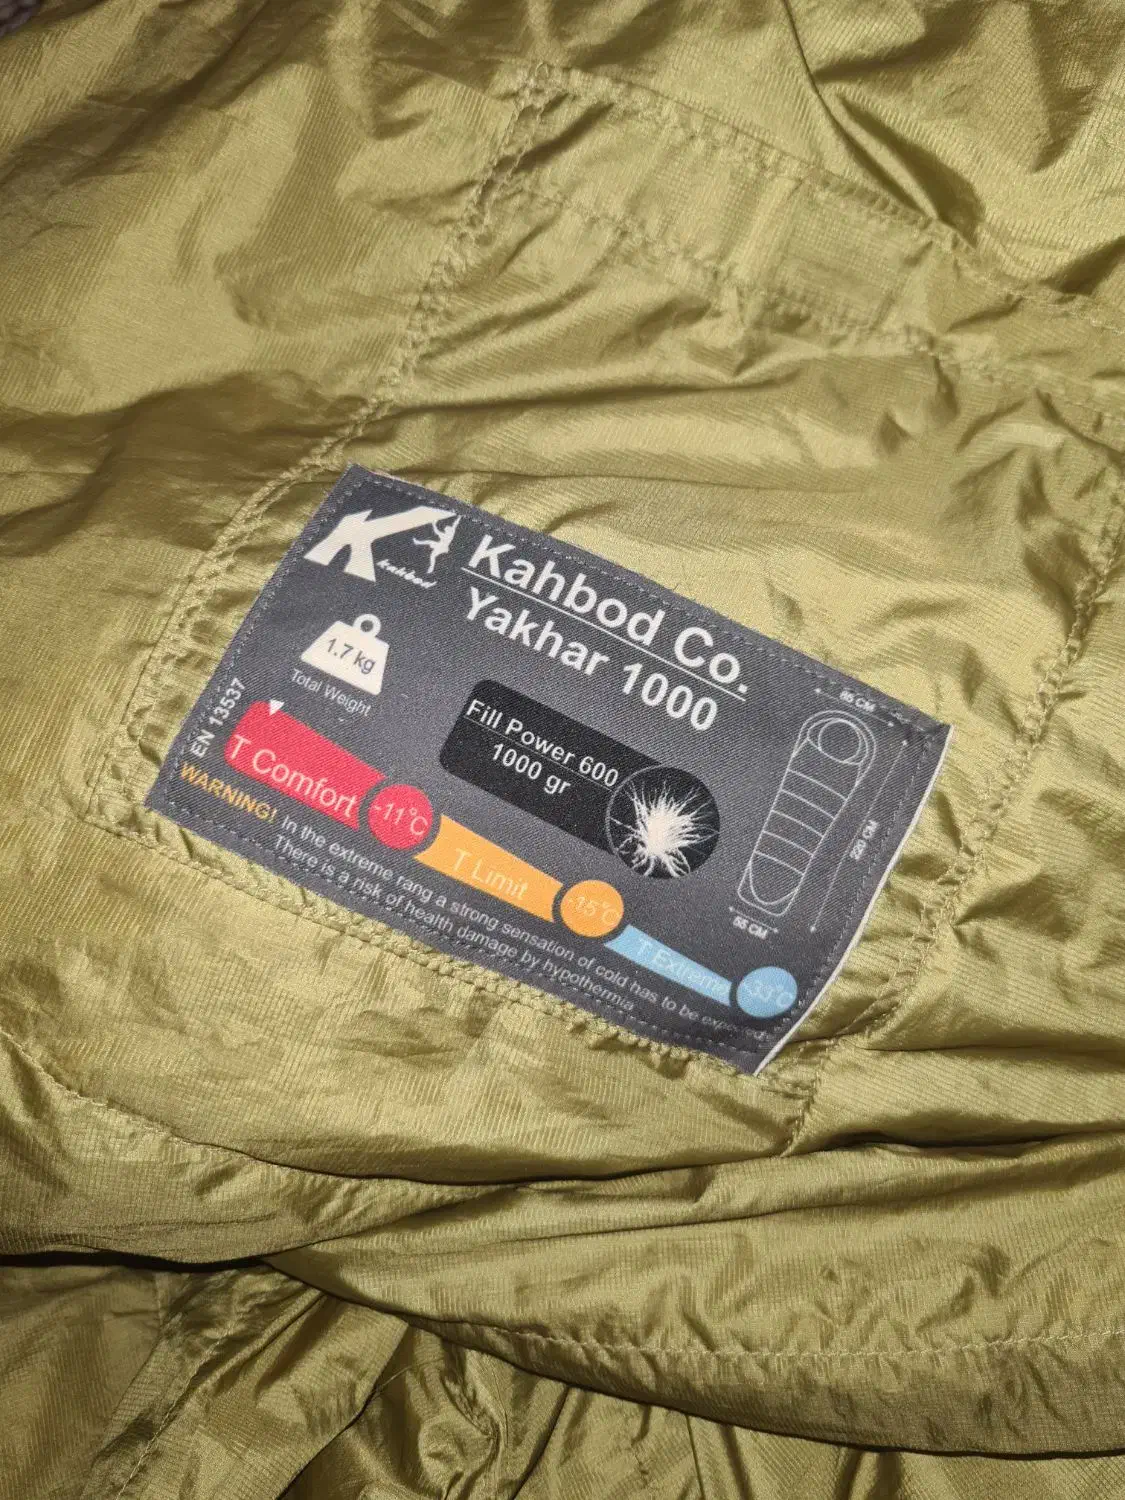 K
kahbod
Kahbod Co.
Yakhar 1000
1.7 kg
Total Weight
Fill Power 600
1000 gr
85 CM
220 CM
55 CM
EN 13537
T Comfort
-11°C
T Limit
-15°C
T Extreme
-33°C
WARNING! In the extreme rang a strong sensation of cold has to be expected
There is a risk of health damage by hypothermia